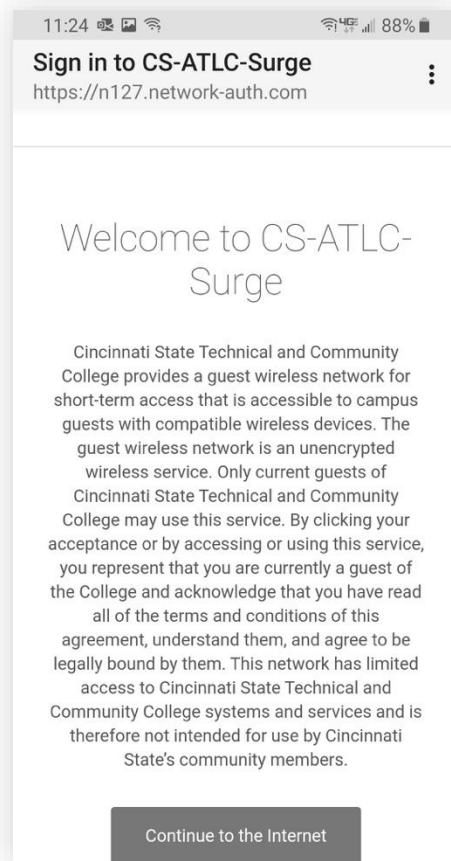 11:24 4GE 88%
Sign in to CS-ATLC-Surge
https://n127.network-auth.com
Welcome to CS-ATLC-
Surge
Cincinnati State Technical and Community
College provides a guest wireless network for
short-term access that is accessible to campus
guests with compatible wireless devices. The
guest wireless network is an unencrypted
wireless service. Only current guests of
Cincinnati State Technical and Community
College may use this service. By clicking your
acceptance or by accessing or using this service,
you represent that you are currently a guest of
the College and acknowledge that you have read
all of the terms and conditions of this
agreement, understand them, and agree to be
legally bound by them. This network has limited
access to Cincinnati State Technical and
Community College systems and services and is
therefore not intended for use by Cincinnati
State’s community members.
Continue to the Internet